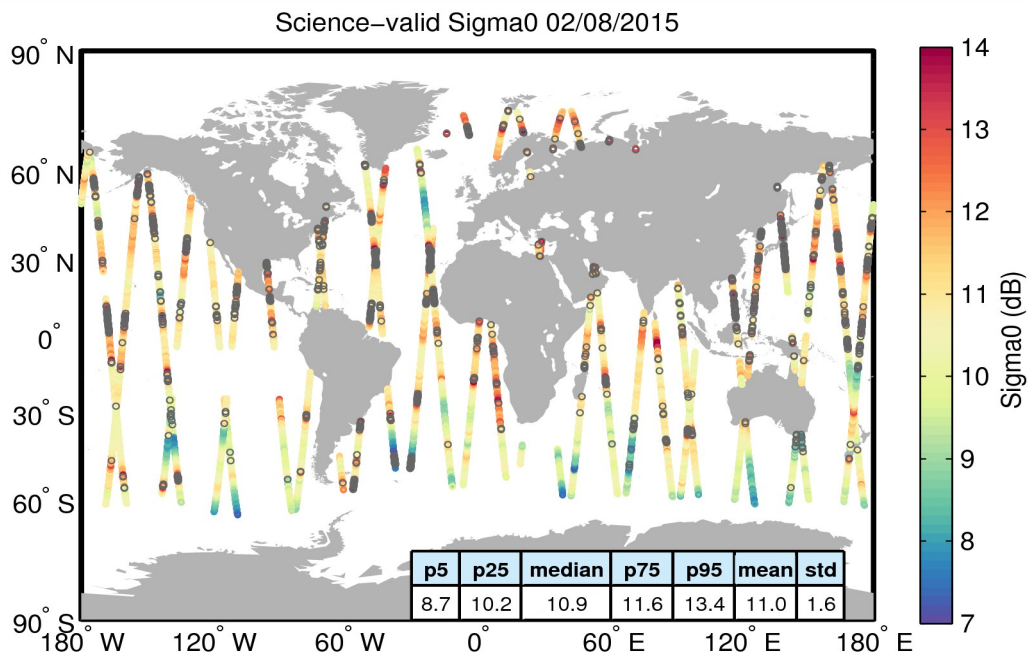 Science−valid Sigma0 02/08/2015
90° N
60° N
30° N
0°
30° S
60° S
90° S
180° W 120° W 60° W 0° 60° E 120° E 180° E
p5 p25 median p75 p95 mean std
8.7 10.2 10.9 11.6 13.4 11.0 1.6
14
13
12
11
10
9
8
7
Sigma0 (dB)